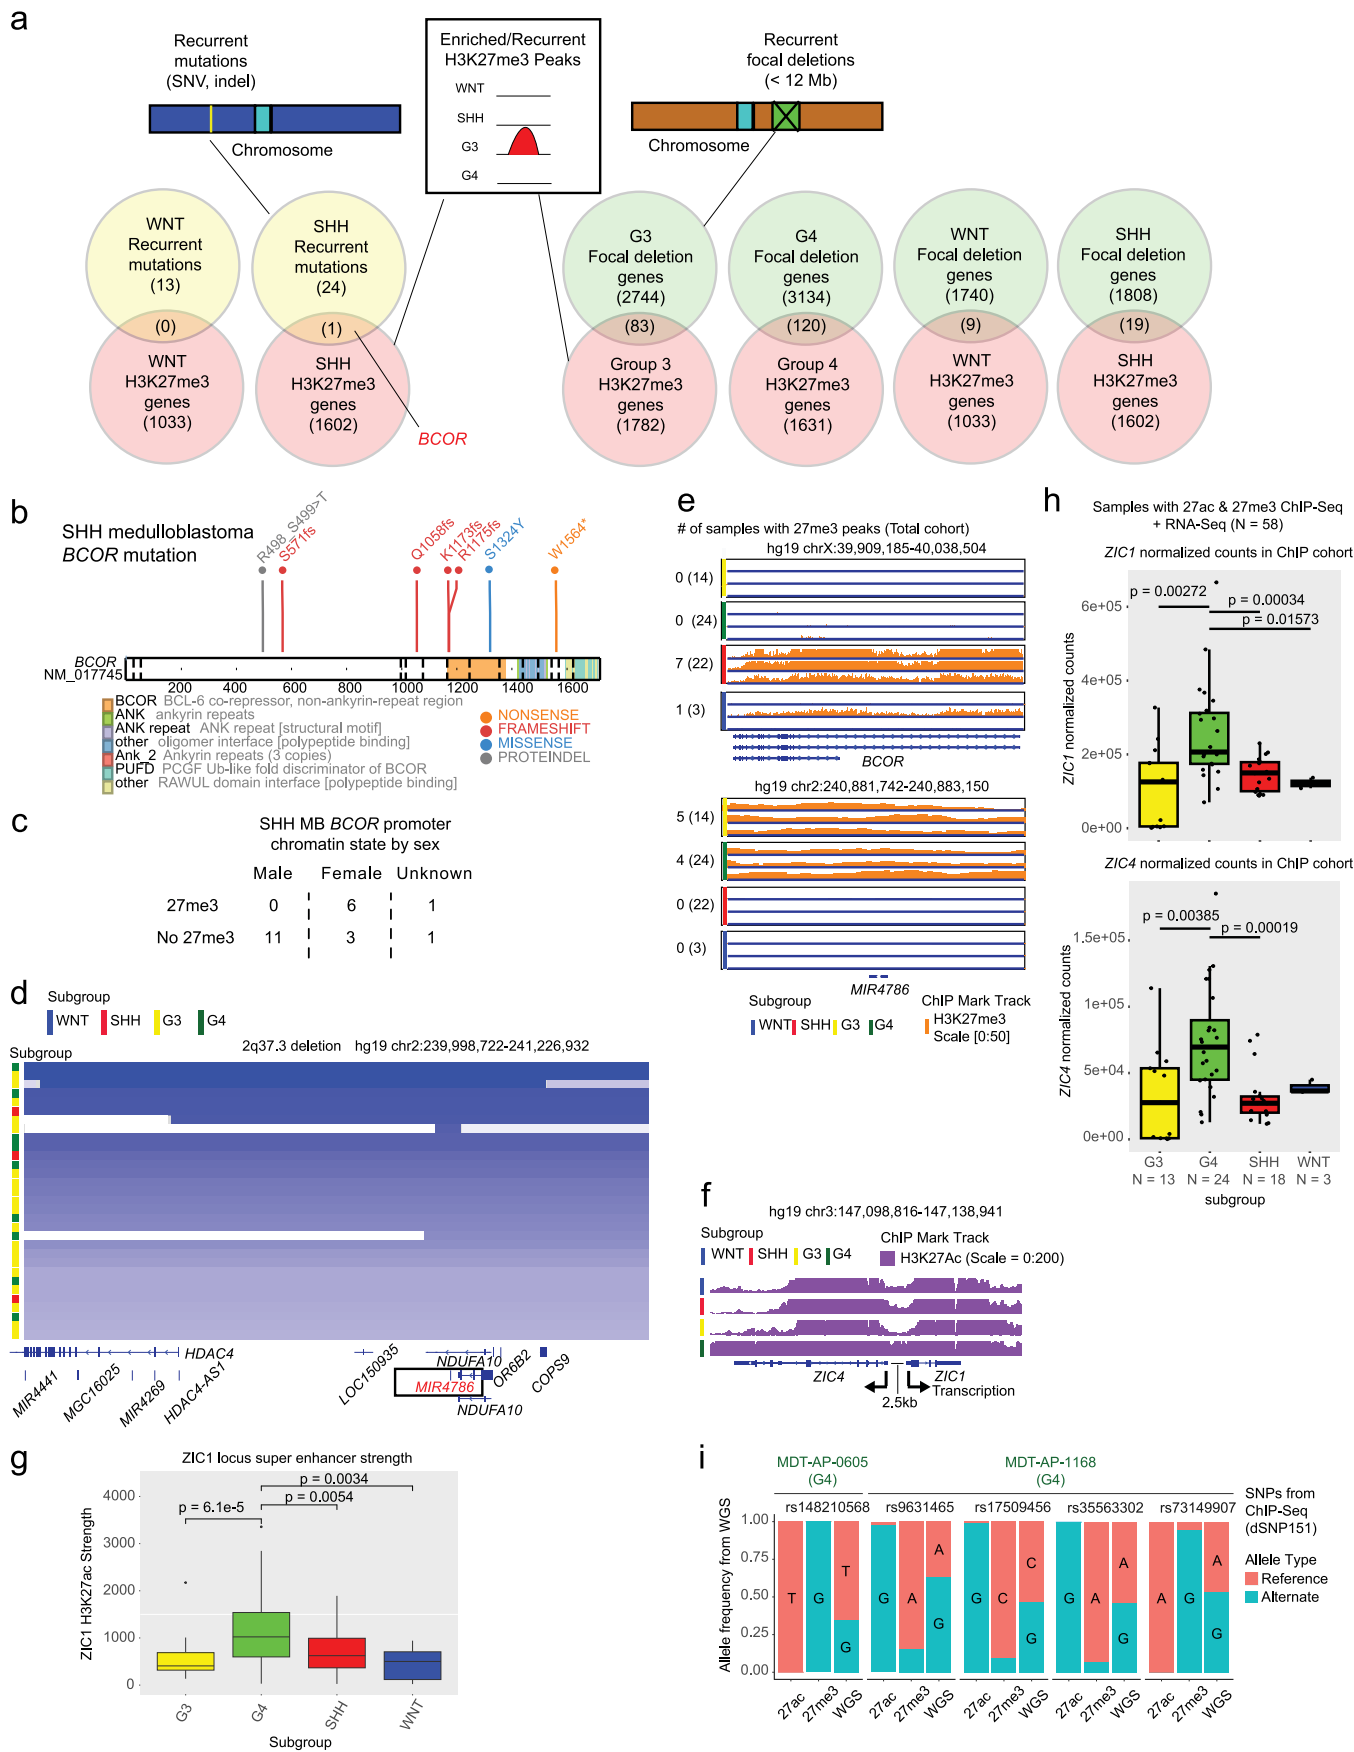 a
Recurrent
mutations
(SNV, indel)
Chromosome
Enriched/Recurrent
H3K27me3 Peaks
WNT
SHH
G3
G4
Recurrent
focal deletions
(< 12 Mb)
Chromosome
WNT
Recurrent
mutations
(13)
(0)
WNT
H3K27me3
genes
(1033)
SHH
Recurrent
mutations
(24)
(1)
SHH
H3K27me3
genes
(1602)
BCOR
G3
Focal deletion
genes
(2744)
(83)
Group 3
H3K27me3
genes
(1782)
G4
Focal deletion
genes
(3134)
(120)
Group 4
H3K27me3
genes
(1631)
WNT
Focal deletion
genes
(1740)
(9)
WNT
H3K27me3
genes
(1033)
SHH
Focal deletion
genes
(1808)
(19)
SHH
H3K27me3
genes
(1602)
b
SHH medulloblastoma
BCOR mutation
R498_S499>T
S571fs
Q1058fs
K1173fs
R1175fs
S1324Y
W1564*
BCOR
NM_017745
200 400 600 800 1000 1200 1400 1600
BCOR BCL-6 co-repressor, non-ankyrin-repeat region
ANK ankyrin repeats
ANK repeat ANK repeat [structural motif]
other oligomer interface [polypeptide binding]
Ank_2 Ankyrin repeats (3 copies)
PUFD PCGF Ub-like fold discriminator of BCOR
other RAWUL domain interface [polypeptide binding]
NONSENSE
FRAMESHIFT
MISSENSE
PROTEINDEL
c
SHH MB BCOR promoter
chromatin state by sex
Male Female Unknown
27me3 0 6 1
No 27me3 11 3 1
d
Subgroup
WNT SHH G3 G4
Subgroup
2q37.3 deletion hg19 chr2:239,998,722-241,226,932
HDAC4
MIR4441
MGC16025
MIR4269
HDAC4-AS1
LOC150935
NDUFA10
MIR4786
NDUFA10
OR6B2
COPS9
e
# of samples with 27me3 peaks (Total cohort)
hg19 chrX:39,909,185-40,038,504
0 (14)
0 (24)
7 (22)
1 (3)
BCOR
hg19 chr2:240,881,742-240,883,150
5 (14)
4 (24)
0 (22)
0 (3)
MIR4786
Subgroup
WNT SHH G3 G4
ChIP Mark Track
H3K27me3
Scale [0:50]
f
hg19 chr3:147,098,816-147,138,941
Subgroup
WNT SHH G3 G4
ChIP Mark Track
H3K27Ac (Scale = 0:200)
ZIC4
ZIC1
Transcription
2.5kb
g
ZIC1 locus super enhancer strength
ZIC1 H3K27ac Strength
4000
3000
2000
1000
0
p = 6.1e-5
p = 0.0034
p = 0.0054
G3
G4
SHH
WNT
Subgroup
h
Samples with 27ac & 27me3 ChIP-Seq
+ RNA-Seq (N = 58)
ZIC1 normalized counts in ChIP cohort
ZIC1 normalized counts
6e+05
4e+05
2e+05
0e+00
p = 0.00272
p = 0.00034
p = 0.01573
ZIC4 normalized counts in ChIP cohort
ZIC4 normalized counts
1.5e+05
1e+05
5e+04
0e+00
p = 0.00385
p = 0.00019
G3 G4 SHH WNT
N = 13 N = 24 N = 18 N = 3
subgroup
i
MDT-AP-0605
(G4)
MDT-AP-1168
(G4)
rs148210568 rs9631465 rs17509456 rs35563302 rs73149907
SNPs from
ChIP-Seq
(dSNP151)
Allele Type
Reference
Alternate
Allele frequency from WGS
1.00
0.75
0.50
0.25
0.00
T G T G
G A A G
G C C G
G A A G
A G A G
27ac 27me3 WGS 27ac 27me3 WGS 27ac 27me3 WGS 27ac 27me3 WGS 27ac 27me3 WGS